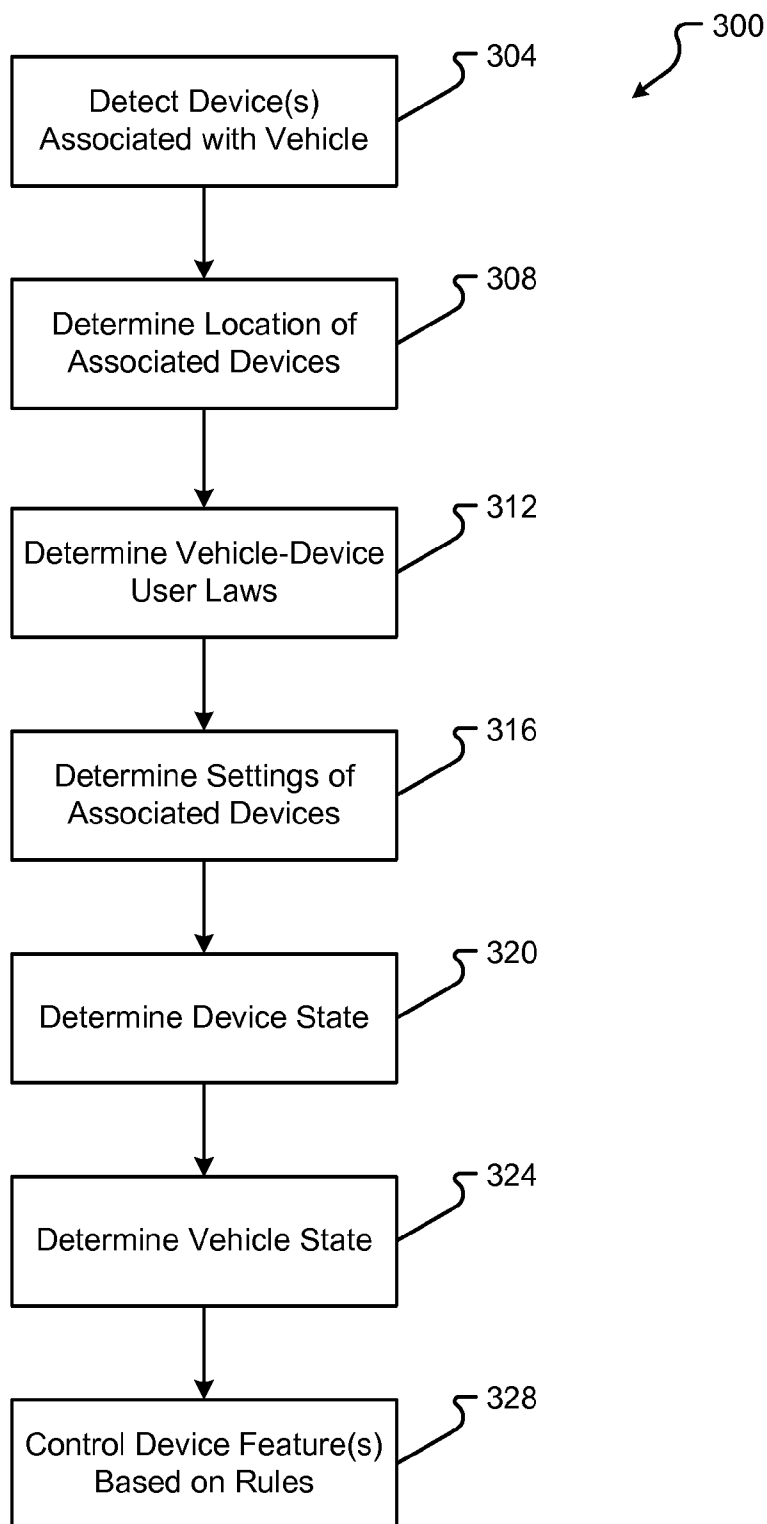 300
304
Detect Device(s)
Associated with Vehicle
308
Determine Location of
Associated Devices
312
Determine Vehicle-Device
User Laws
316
Determine Settings of
Associated Devices
320
Determine Device State
324
Determine Vehicle State
328
Control Device Feature(s)
Based on Rules